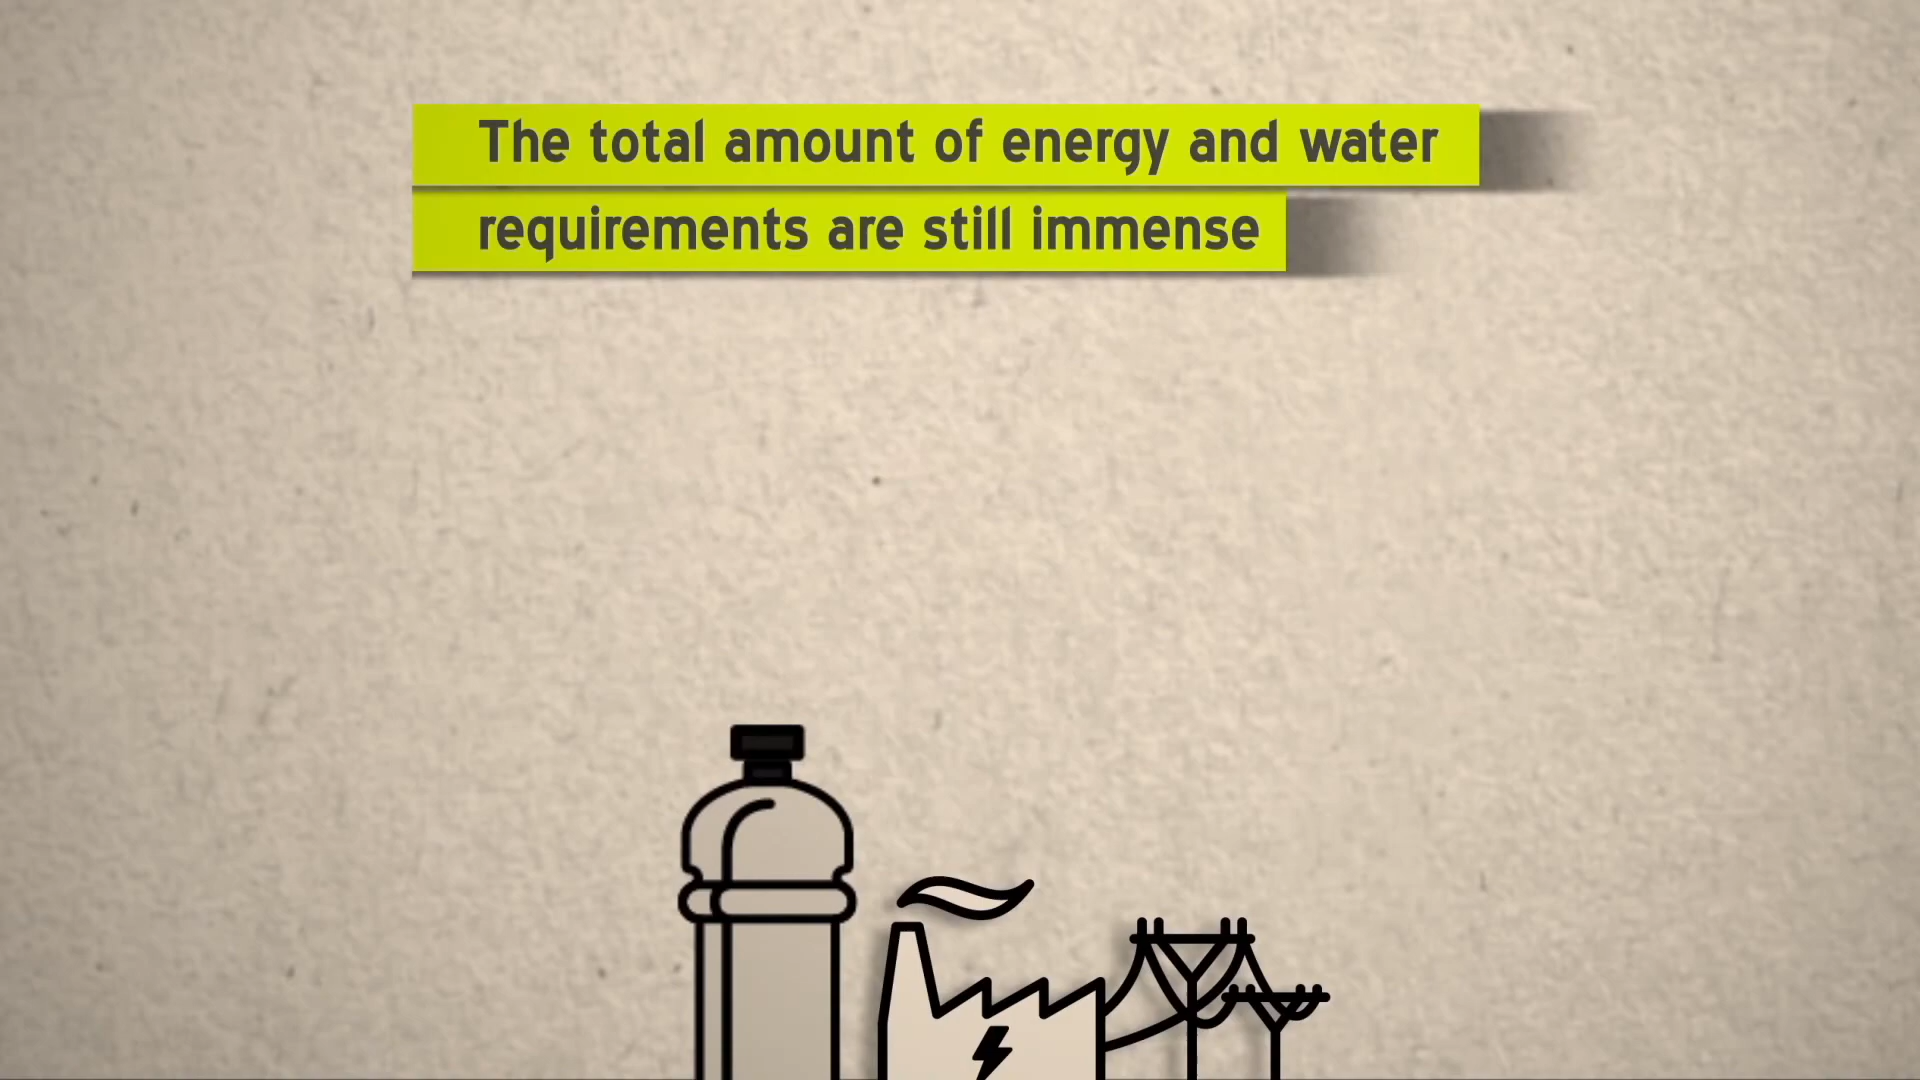 The total amount of energy and water
requirements are still immense